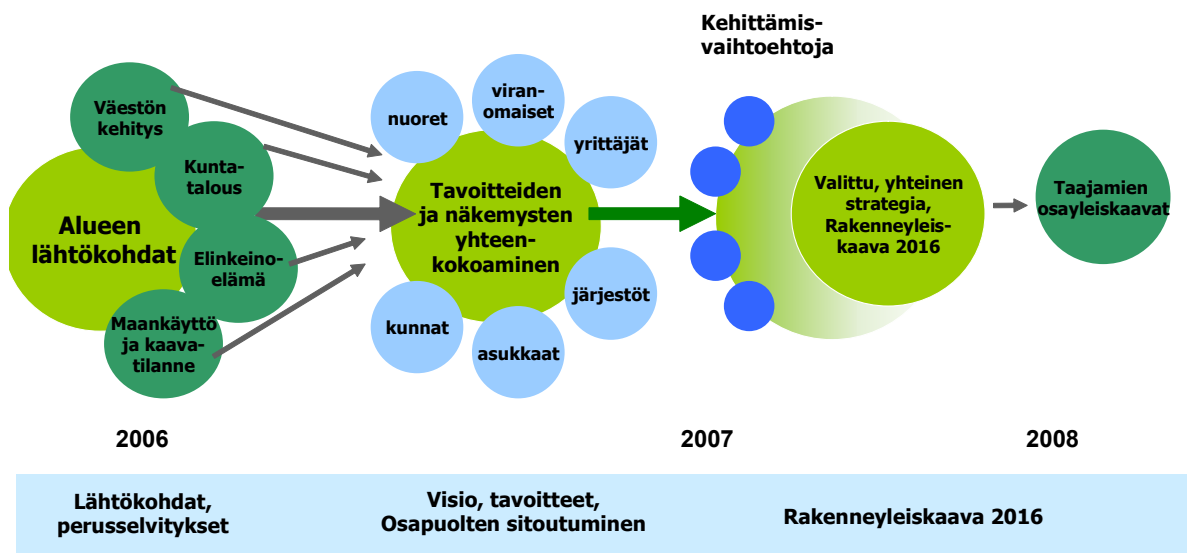 Kehittämis-
vaihtoehtoja
Väestön
kehitys
Kunta-
talous
Alueen
lähtökohdat
Elinkeino-
elämä
Maankäyttö
ja kaava-
tilanne
nuoret
viran-
omaiset
yrittäjät
Tavoitteiden
ja näkemysten
yhteen-
kokoaminen
järjestöt
kunnat
asukkaat
Valittu, yhteinen
strategia,
Rakenneyleis-
kaava 2016
Taajamien
osayleiskaavat
2006
2007
2008
Lähtökohdat,
perusselvitykset
Visio, tavoitteet,
Osapuolten sitoutuminen
Rakenneyleiskaava 2016